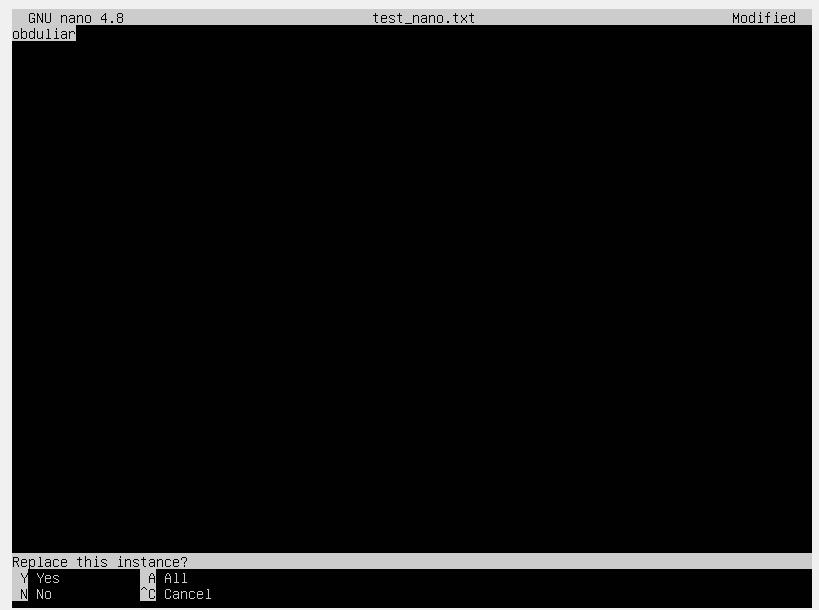 GNU nano 4.8 test_nano.txt Modified
obduliar
Replace this instance?
Y Yes A All
N No ^C Cancel